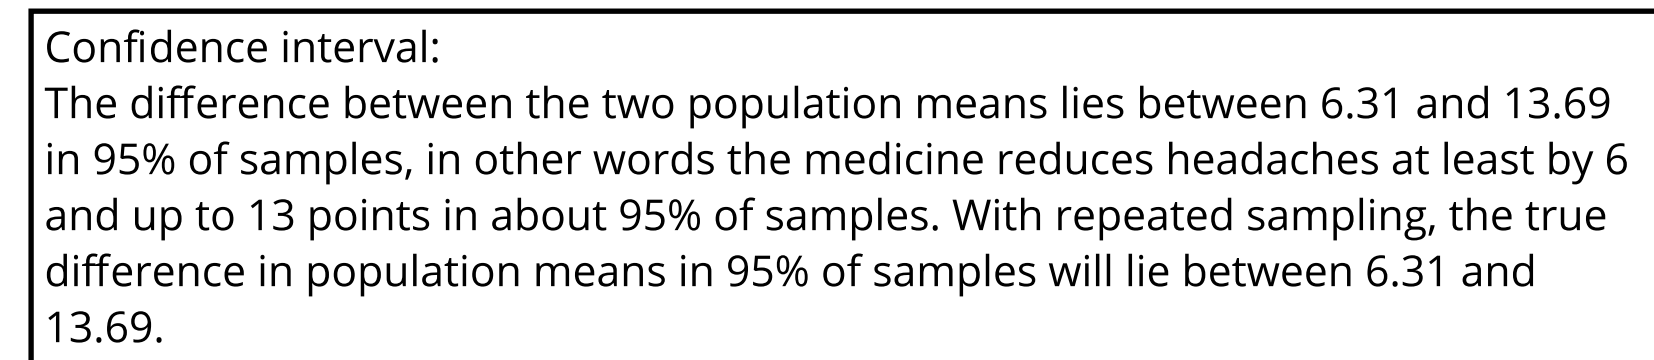 Confidence interval:
The difference between the two population means lies between 6.31 and 13.69
in 95% of samples, in other words the medicine reduces headaches at least by 6
and up to 13 points in about 95% of samples. With repeated sampling, the true
difference in population means in 95% of samples will lie between 6.31 and
13.69.